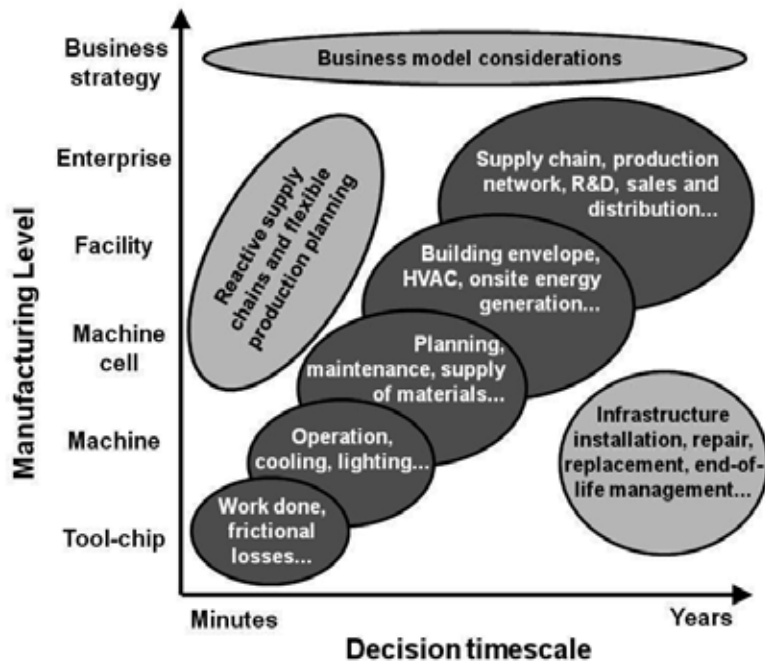 Business
strategy
Enterprise
Facility
Machine
cell
Machine
Tool-chip
Manufacturing Level
Business model considerations
Reactive supply
chains and flexible
production planning
Supply chain, production
network, R&D, sales and
distribution...
Building envelope,
HVAC, onsite energy
generation...
Planning,
maintenance, supply
of materials...
Operation,
cooling, lighting...
Work done,
frictional
losses...
Infrastructure
installation, repair,
replacement, end-of-
life management...
Minutes
Years
Decision timescale